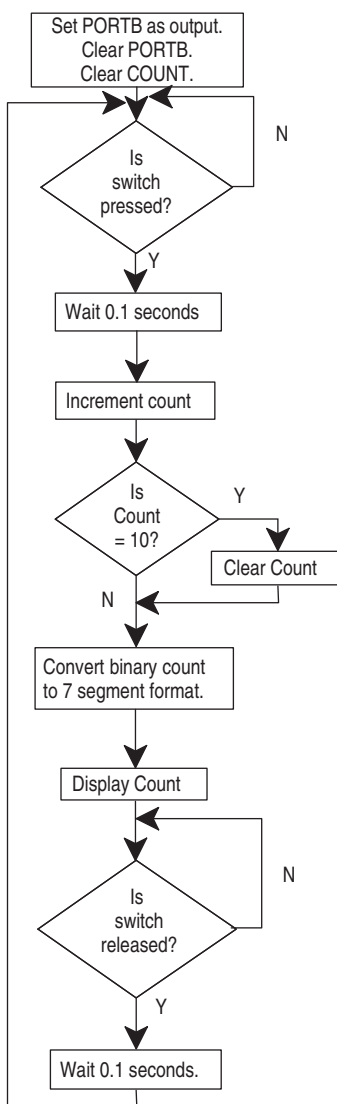 Set PORTB as output.
Clear PORTB.
Clear COUNT.
N
Is
switch
pressed?
Y
Wait 0.1 seconds
Increment count
Is
Count
= 10?
Y
Clear Count
N
Convert binary count
to 7 segment format.
Display Count
N
Is
switch
released?
Y
Wait 0.1 seconds.